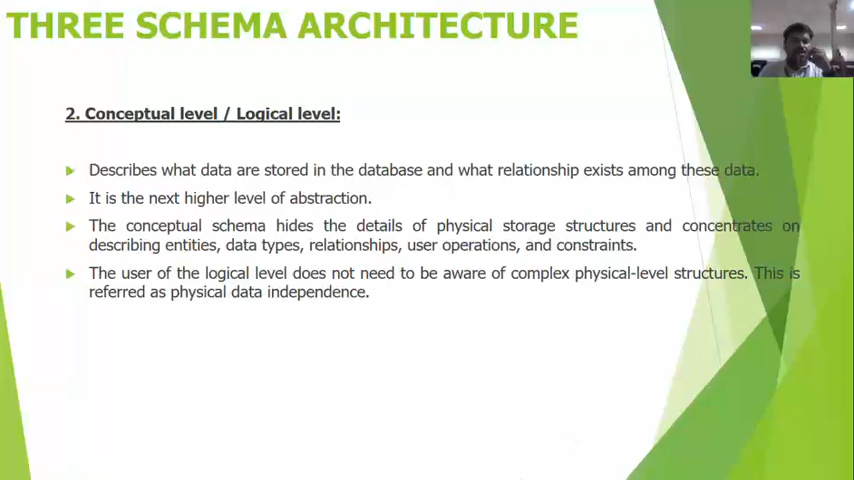 THREE SCHEMA ARCHITECTURE
2. Conceptual level / Logical level:
Describes what data are stored in the database and what relationship exists among these data.
It is the next higher level of abstraction.
The conceptual schema hides the details of physical storage structures and concentrates on
describing entities, data types, relationships, user operations, and constraints.
The user of the logical level does not need to be aware of complex physical-level structures. This is
referred as physical data independence.